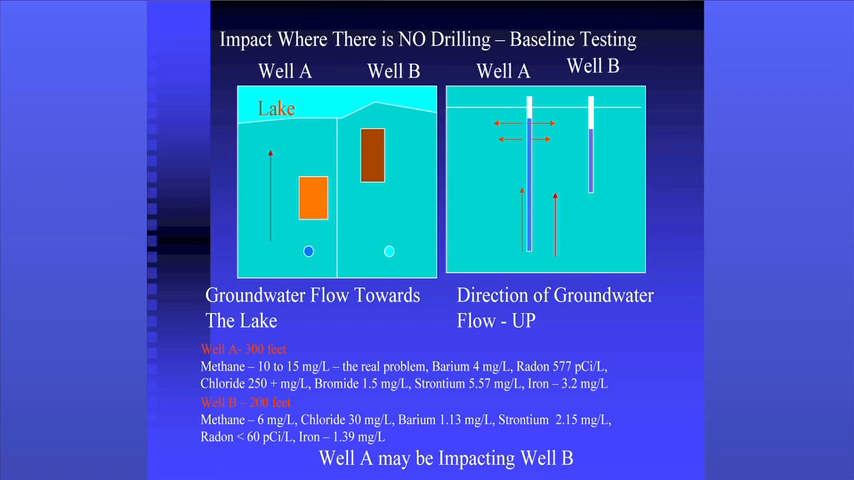 Impact Where There is NO Drilling – Baseline Testing
Well A
Well B
Well A
Well B
Lake
Groundwater Flow Towards
The Lake
Direction of Groundwater
Flow - UP
Well A- 300 feet
Methane – 10 to 15 mg/L – the real problem, Barium 4 mg/L, Radon 577 pCi/L,
Chloride 250 + mg/L, Bromide 1.5 mg/L, Strontium 5.57 mg/L, Iron – 3.2 mg/L
Well B – 200 feet
Methane – 6 mg/L, Chloride 30 mg/L, Barium 1.13 mg/L, Strontium 2.15 mg/L,
Radon < 60 pCi/L, Iron – 1.39 mg/L
Well A may be Impacting Well B